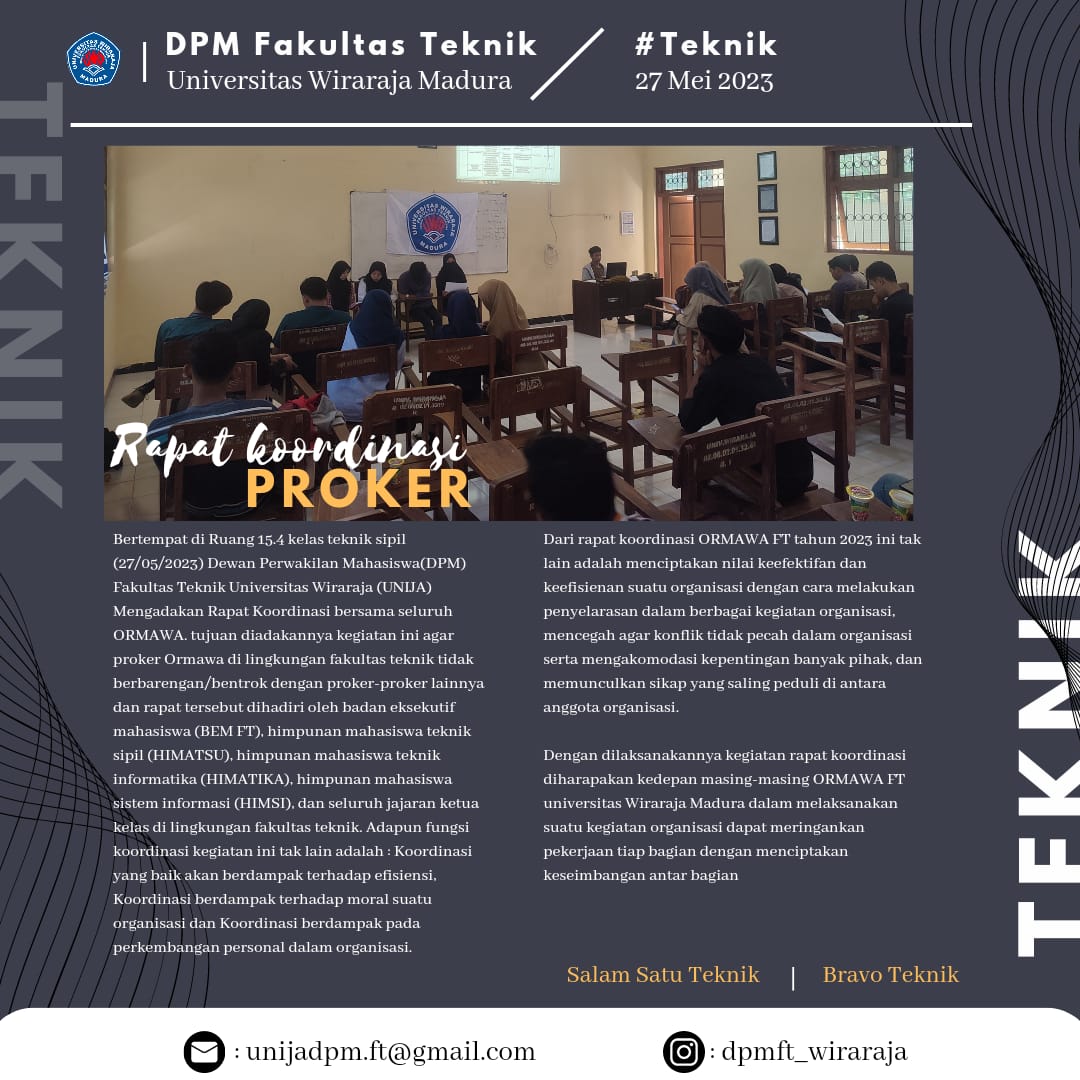 DPM Fakultas Teknik
Universitas Wiraraja Madura
#Teknik
27 Mei 2023
TEKNIK
UNIVERSITAS WIRARAJA
MADURA
Rapat koordinasi
PROKER
Bertempat di Ruang 15.4 kelas teknik sipil
(27/05/2023) Dewan Perwakilan Mahasiswa(DPM)
Fakultas Teknik Universitas Wiraraja (UNIJA)
Mengadakan Rapat Koordinasi bersama seluruh
ORMAWA. tujuan diadakannya kegiatan ini agar
proker Ormawa di lingkungan fakultas teknik tidak
berbarengan/bentrok dengan proker-proker lainnya
dan rapat tersebut dihadiri oleh badan eksekutif
mahasiswa (BEM FT), himpunan mahasiswa teknik
sipil (HIMATSU), himpunan mahasiswa teknik
informatika (HIMATIKA), himpunan mahasiswa
sistem informasi (HIMSI), dan seluruh jajaran ketua
kelas di lingkungan fakultas teknik. Adapun fungsi
koordinasi kegiatan ini tak lain adalah : Koordinasi
yang baik akan berdampak terhadap efisiensi,
Koordinasi berdampak terhadap moral suatu
organisasi dan Koordinasi berdampak pada
perkembangan personal dalam organisasi.
Dari rapat koordinasi ORMAWA FT tahun 2023 ini tak
lain adalah menciptakan nilai keefektifan dan
keefisienan suatu organisasi dengan cara melakukan
penyelarasan dalam berbagai kegiatan organisasi,
mencegah agar konflik tidak pecah dalam organisasi
serta mengakomodasi kepentingan banyak pihak, dan
memunculkan sikap yang saling peduli di antara
anggota organisasi.
Dengan dilaksanakannya kegiatan rapat koordinasi
diharapakan kedepan masing-masing ORMAWA FT
universitas Wiraraja Madura dalam melaksanakan
suatu kegiatan organisasi dapat meringankan
pekerjaan tiap bagian dengan menciptakan
keseimbangan antar bagian
TEKNIK
Salam Satu Teknik | Bravo Teknik
: unijadpm.ft@gmail.com
: dpmft_wiraraja